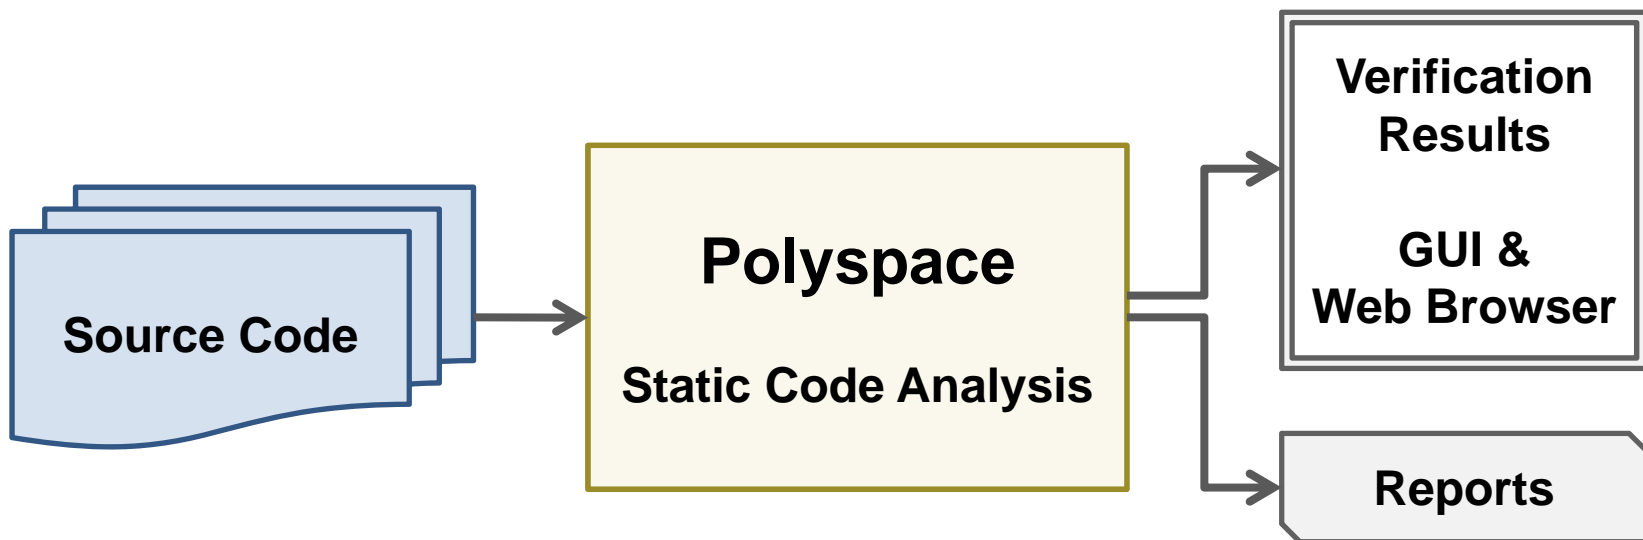 Source Code
Polyspace
Static Code Analysis
Verification
Results
GUI &
Web Browser
Reports